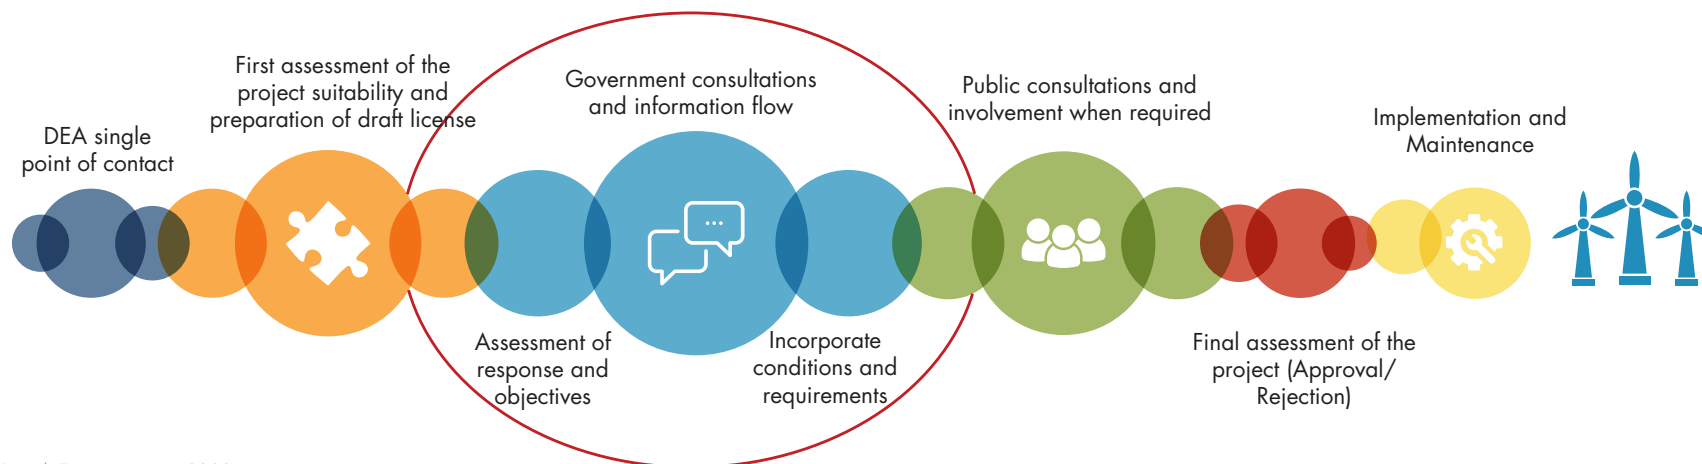 DEA single
point of contact
First assessment of the
project suitability and
preparation of draft license
Government consultations
and information flow
Assessment of
response and
objectives
Incorporate
conditions and
requirements
Public consultations and
involvement when required
Final assessment of the
project (Approval/
Rejection)
Implementation and
Maintenance